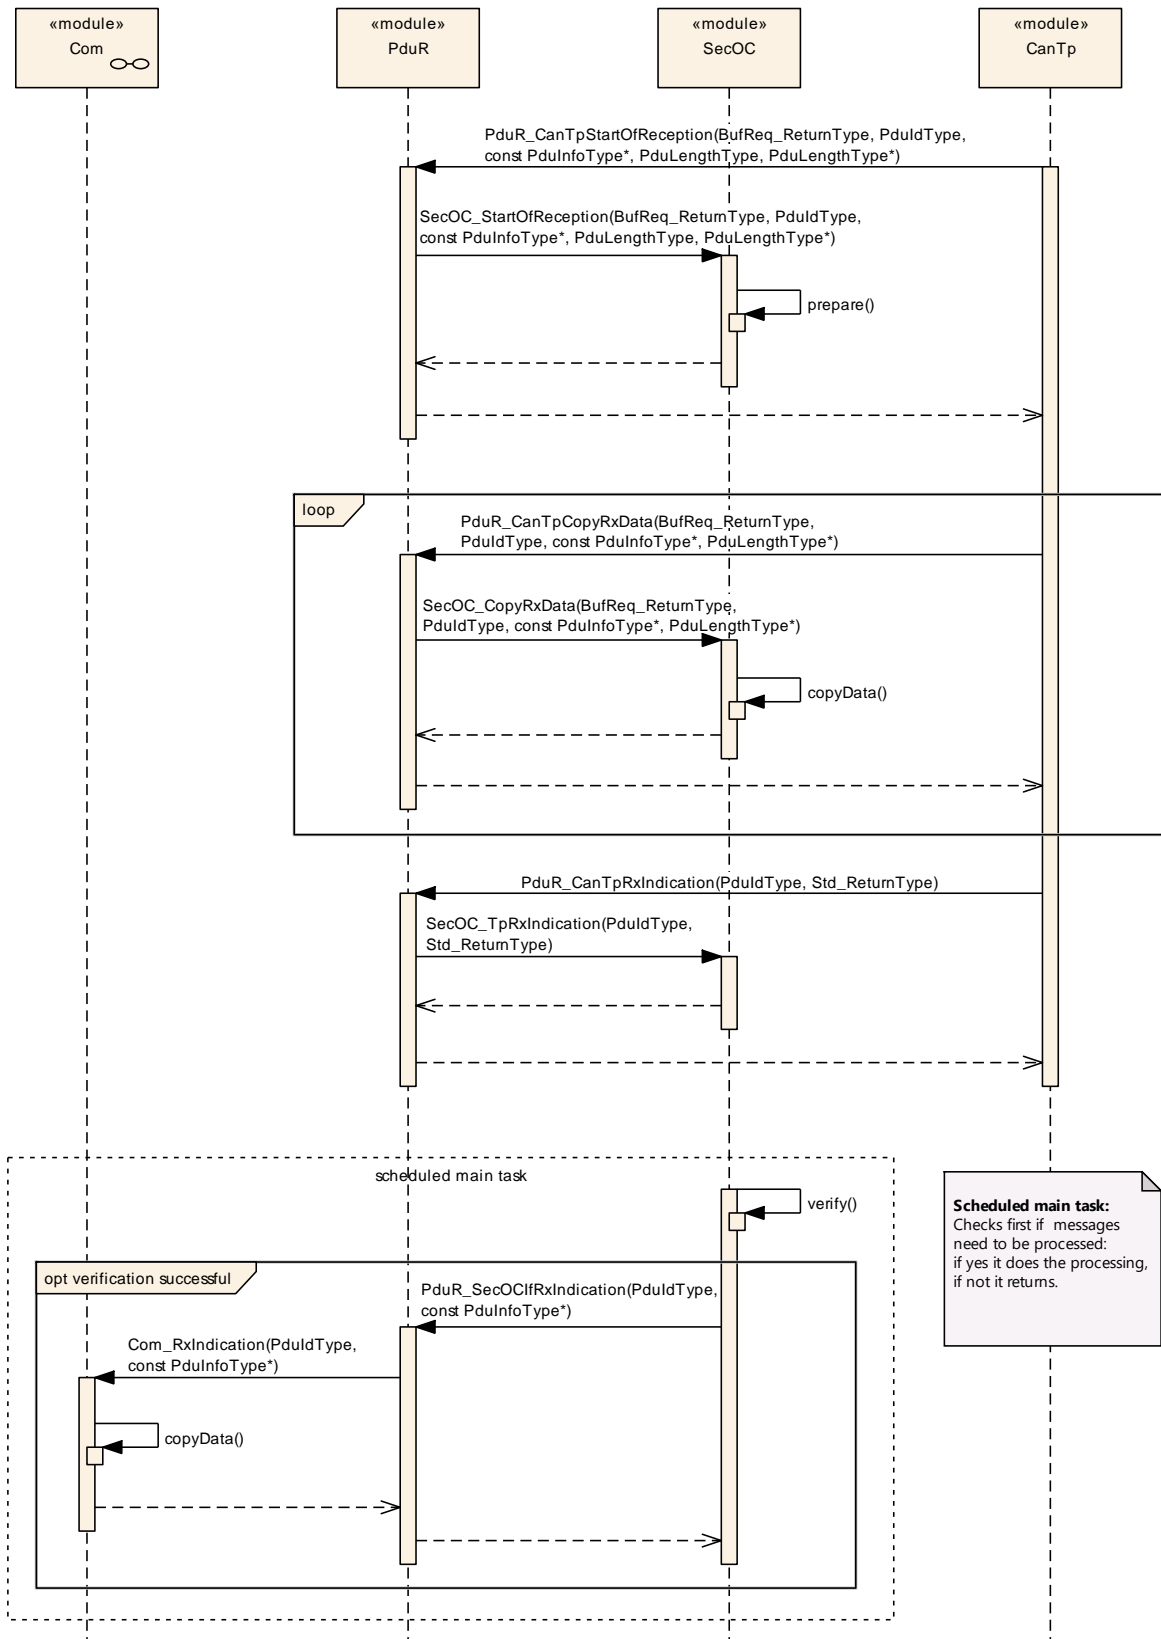 «module»
Com
«module»
PduR
«module»
SecOC
«module»
CanTp
PduR_CanTpStartOfReception(BufReq_ReturnType, PduIdType,
const PduInfoType*, PduLengthType, PduLengthType*)
SecOC_StartOfReception(BufReq_ReturnType, PduIdType,
const PduInfoType*, PduLengthType, PduLengthType*)
prepare()
loop
PduR_CanTpCopyRxData(BufReq_ReturnType,
PduIdType, const PduInfoType*, PduLengthType*)
SecOC_CopyRxData(BufReq_ReturnType,
PduIdType, const PduInfoType*, PduLengthType*)
copyData()
PduR_CanTpRxIndication(PduIdType, Std_ReturnType)
SecOC_TpRxIndication(PduIdType,
Std_ReturnType)
scheduled main task
verify()
Scheduled main task:
Checks first if messages
need to be processed:
if yes it does the processing,
if not it returns.
opt verification successful
PduR_SecOCIfRxIndication(PduIdType,
const PduInfoType*)
Com_RxIndication(PduIdType,
const PduInfoType*)
copyData()